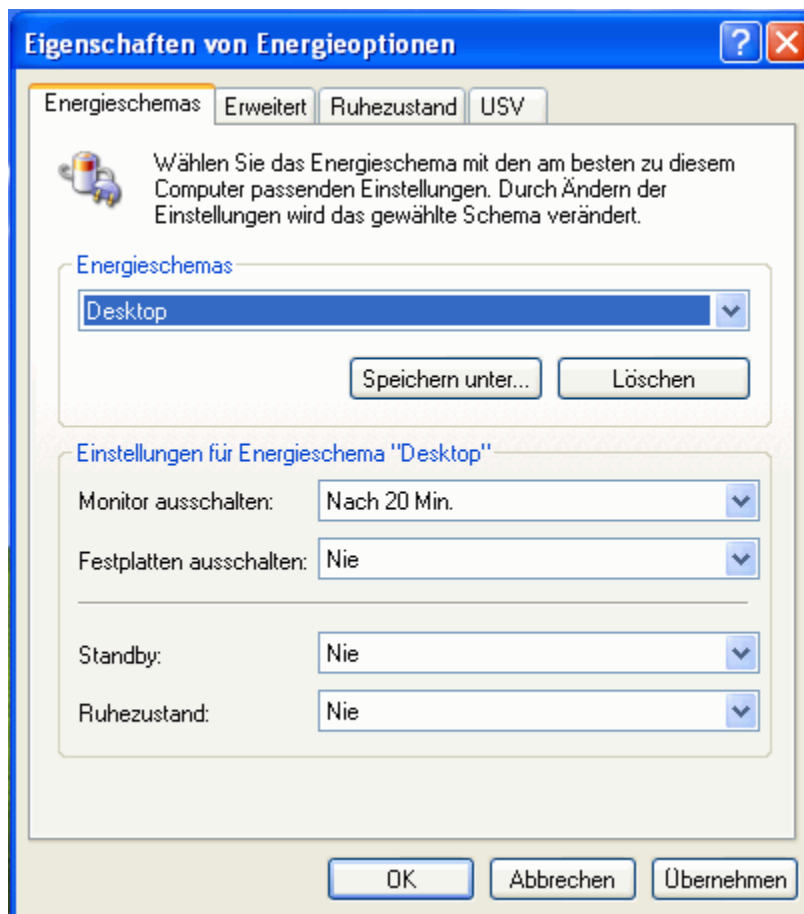 Eigenschaften von Energieoptionen
Energieschemas Erweitert Ruhezustand USV
Wählen Sie das Energieschema mit den am besten zu diesem
Computer passenden Einstellungen. Durch Ändern der
Einstellungen wird das gewählte Schema verändert.
Energieschemas
Desktop
Speichern unter... Löschen
Einstellungen für Energieschema "Desktop"
Monitor ausschalten: Nach 20 Min.
Festplatten ausschalten: Nie
Standby: Nie
Ruhezustand: Nie
OK Abbrechen Übernehmen